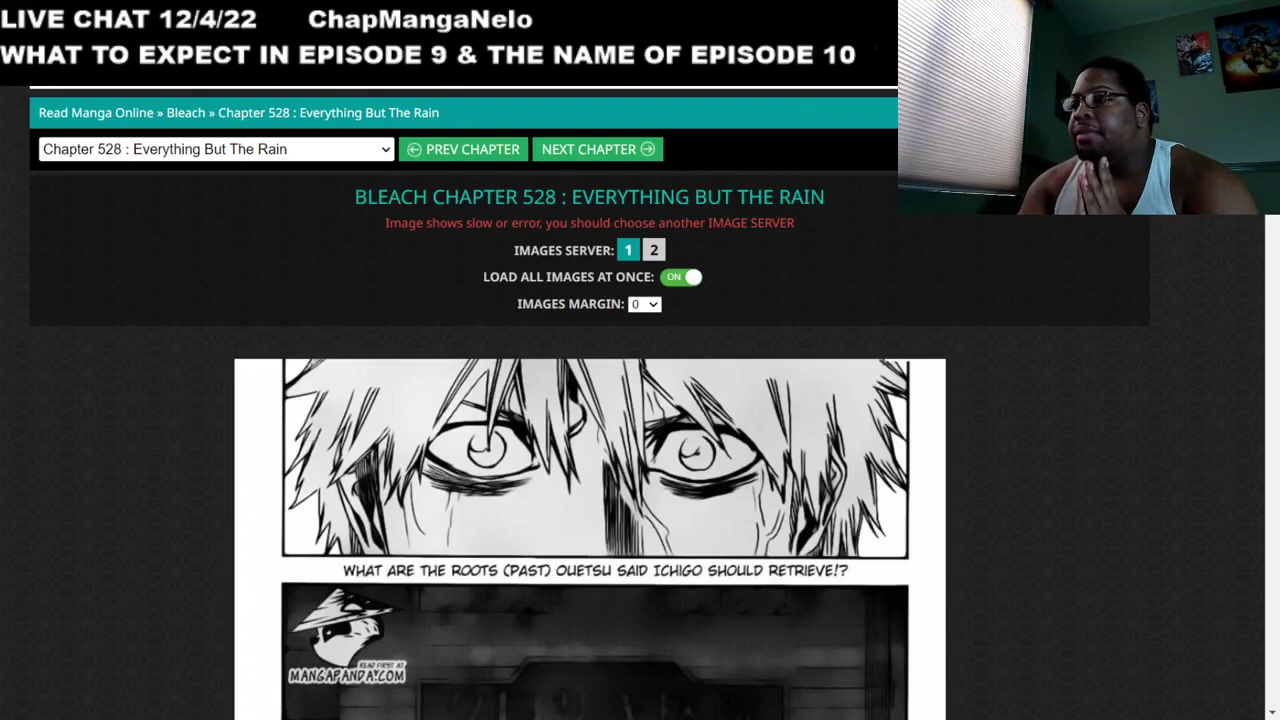 LIVE CHAT 12/4/22 ChapMangaNelo
WHAT TO EXPECT IN EPISODE 9 & THE NAME OF EPISODE 10
Read Manga Online » Bleach » Chapter 528 : Everything But The Rain
Chapter 528 : Everything But The Rain PREV CHAPTER NEXT CHAPTER
BLEACH CHAPTER 528 : EVERYTHING BUT THE RAIN
Image shows slow or error, you should choose another IMAGE SERVER
IMAGES SERVER: 1 2
LOAD ALL IMAGES AT ONCE: ON
IMAGES MARGIN: 0
WHAT ARE THE ROOTS (PAST) OUETSU SAID ICHIGO SHOULD RETRIEVE!?
READ FIRST AT
MANGAPANDA.COM